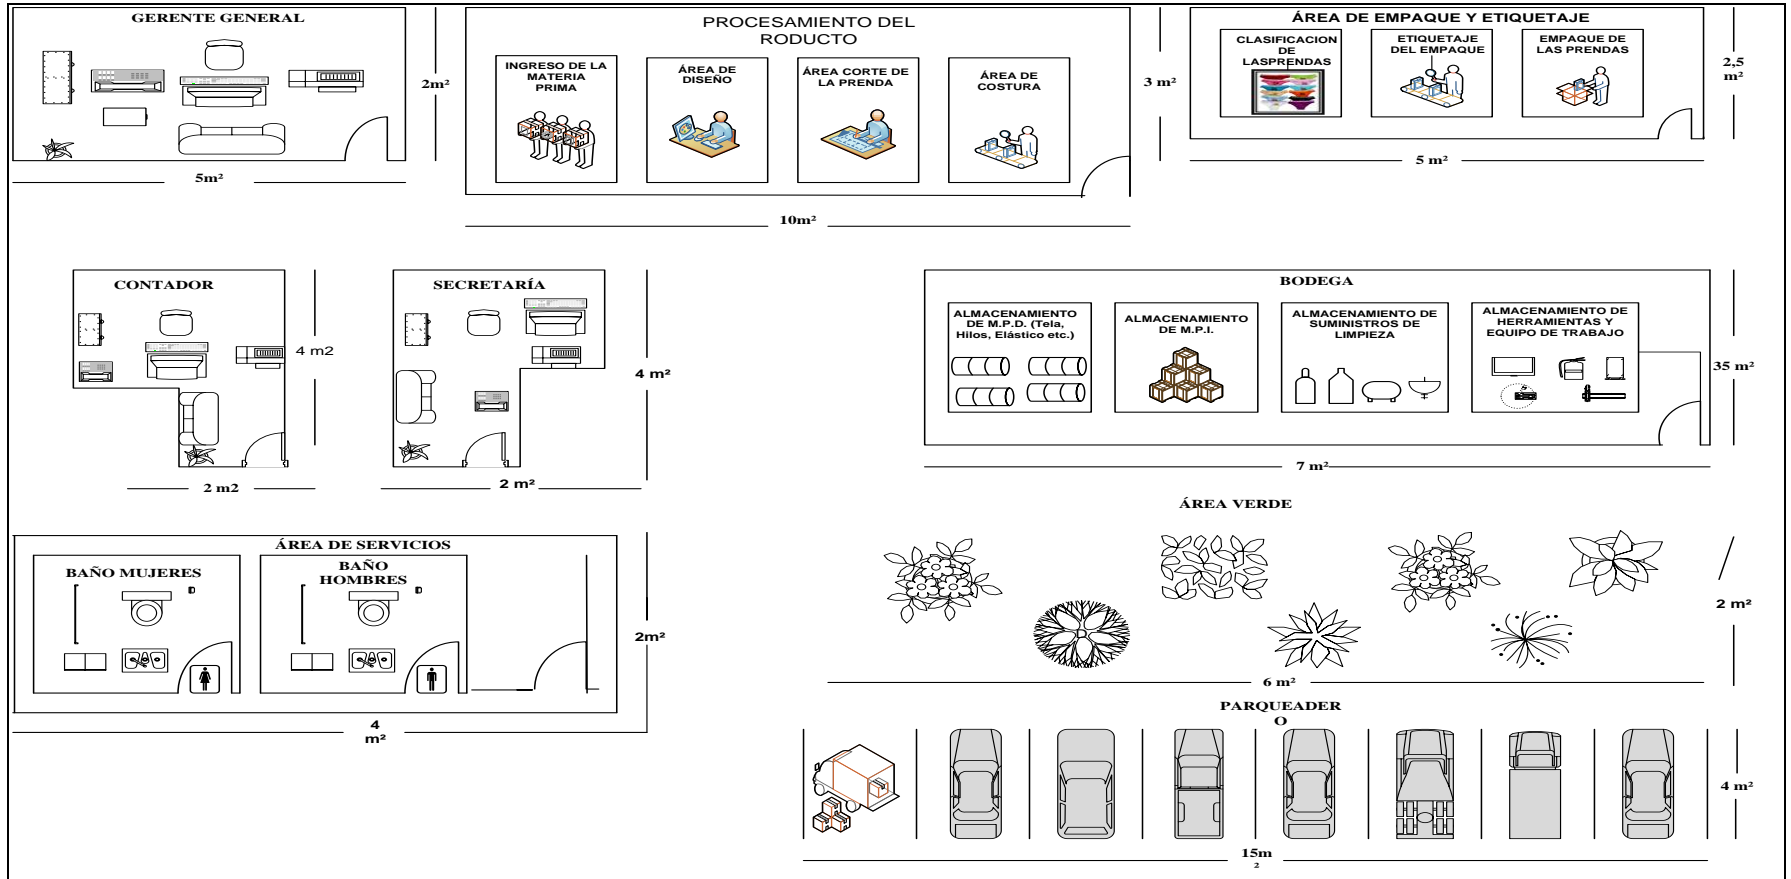 GERENTE GENERAL
2m²
5m²
PROCESAMIENTO DEL
RODUCTO
INGRESO DE LA
MATERIA
PRIMA
ÁREA DE
DISEÑO
ÁREA CORTE DE
LA PRENDA
ÁREA DE
COSTURA
3 m²
10m²
ÁREA DE EMPAQUE Y ETIQUETAJE
CLASIFICACION
DE
LASPRENDAS
ETIQUETAJE
DEL EMPAQUE
EMPAQUE DE
LAS PRENDAS
2,5
m²
5 m²
CONTADOR
4 m2
2 m2
SECRETARÍA
4 m²
2 m²
BODEGA
ALMACENAMIENTO
DE M.P.D. (Tela,
Hilos, Elástico etc.)
ALMACENAMIENTO
DE M.P.I.
ALMACENAMIENTO DE
SUMINISTROS DE
LIMPIEZA
ALMACENAMIENTO DE
HERRAMIENTAS Y
EQUIPO DE TRABAJO
35 m²
7 m²
ÁREA DE SERVICIOS
BAÑO MUJERES
BAÑO
HOMBRES
2m²
4
m²
ÁREA VERDE
2 m²
6 m²
PARQUEADER
O
4 m²
15m
²